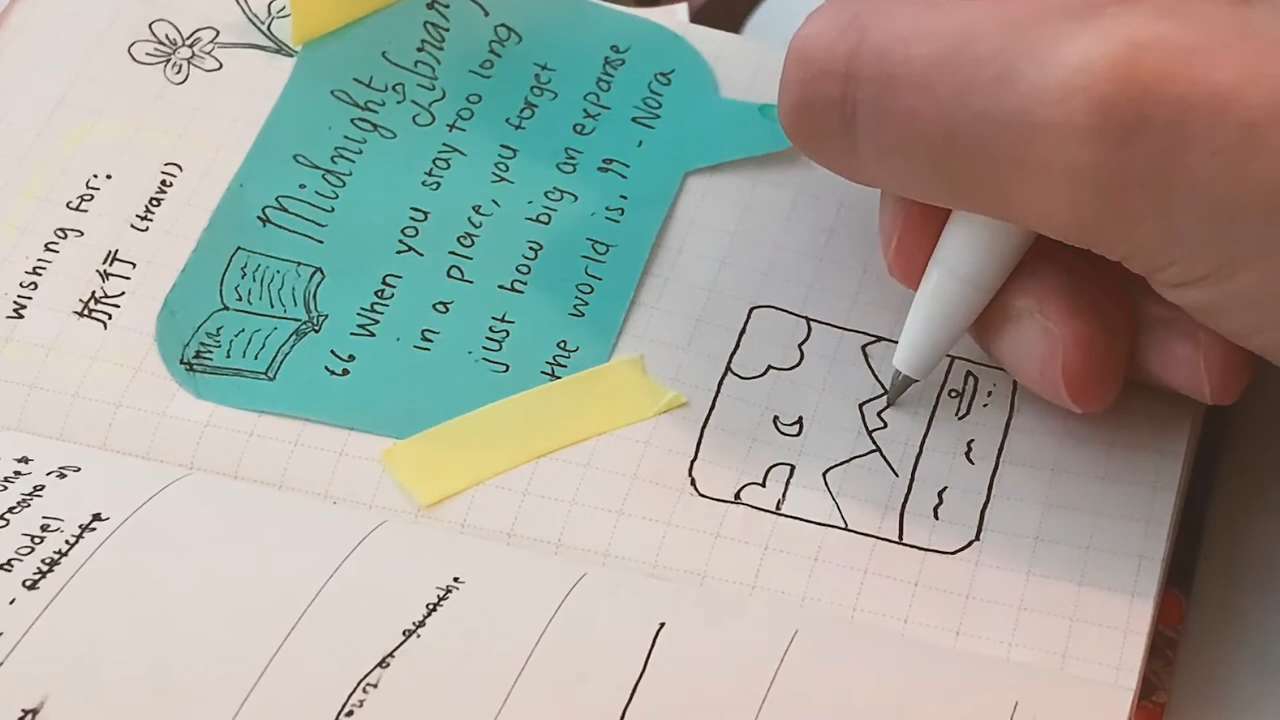 wishing for:
旅行 (travel)
Midnight
Library
“ When you stay too long
in a place, you forget
just how big an expanse
the world is. ” - Nora
model